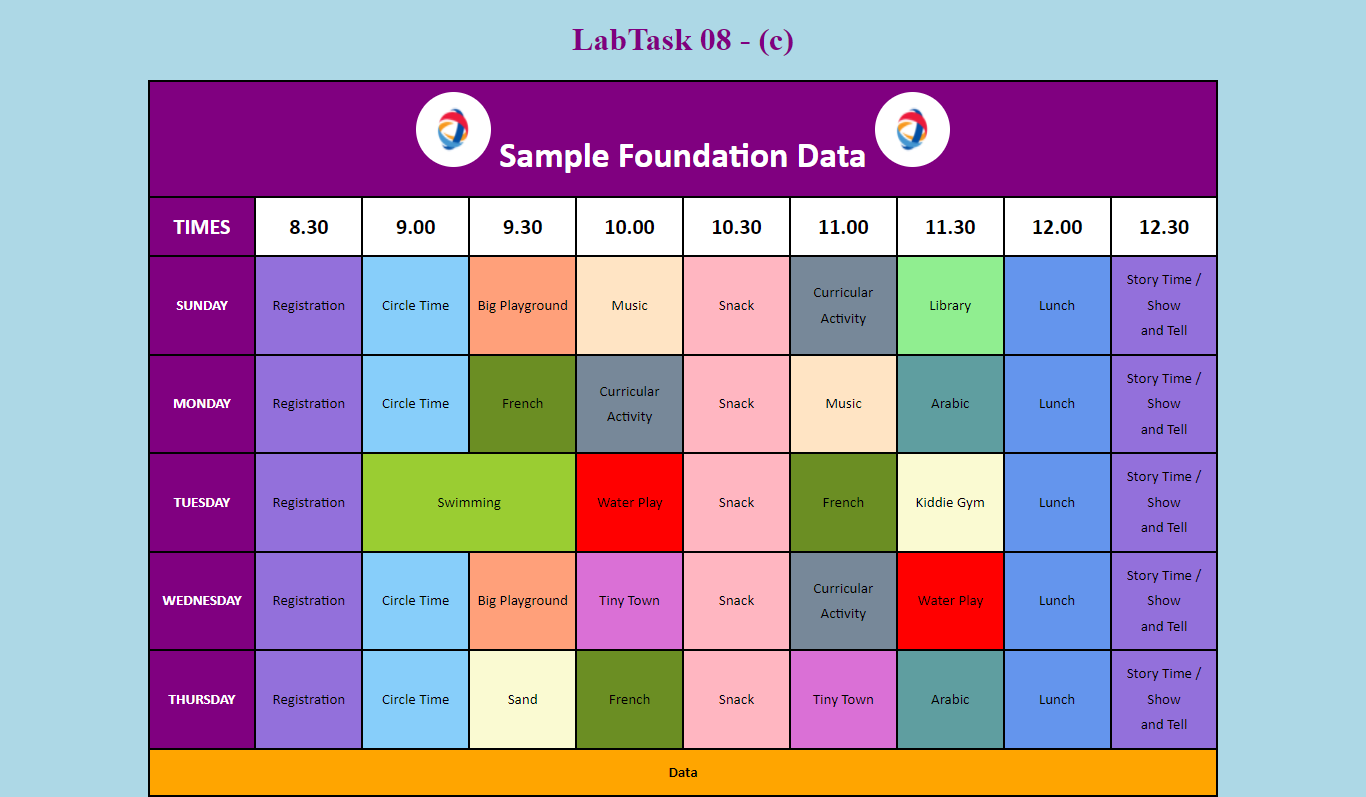 LabTask 08 - (c)
Sample Foundation Data
TIMES 8.30 9.00 9.30 10.00 10.30 11.00 11.30 12.00 12.30
SUNDAY Registration Circle Time Big Playground Music Snack Curricular Activity Library Lunch Story Time / Show and Tell
MONDAY Registration Circle Time French Curricular Activity Snack Music Arabic Lunch Story Time / Show and Tell
TUESDAY Registration Swimming Water Play Snack French Kiddie Gym Lunch Story Time / Show and Tell
WEDNESDAY Registration Circle Time Big Playground Tiny Town Snack Curricular Activity Water Play Lunch Story Time / Show and Tell
THURSDAY Registration Circle Time Sand French Snack Tiny Town Arabic Lunch Story Time / Show and Tell
Data